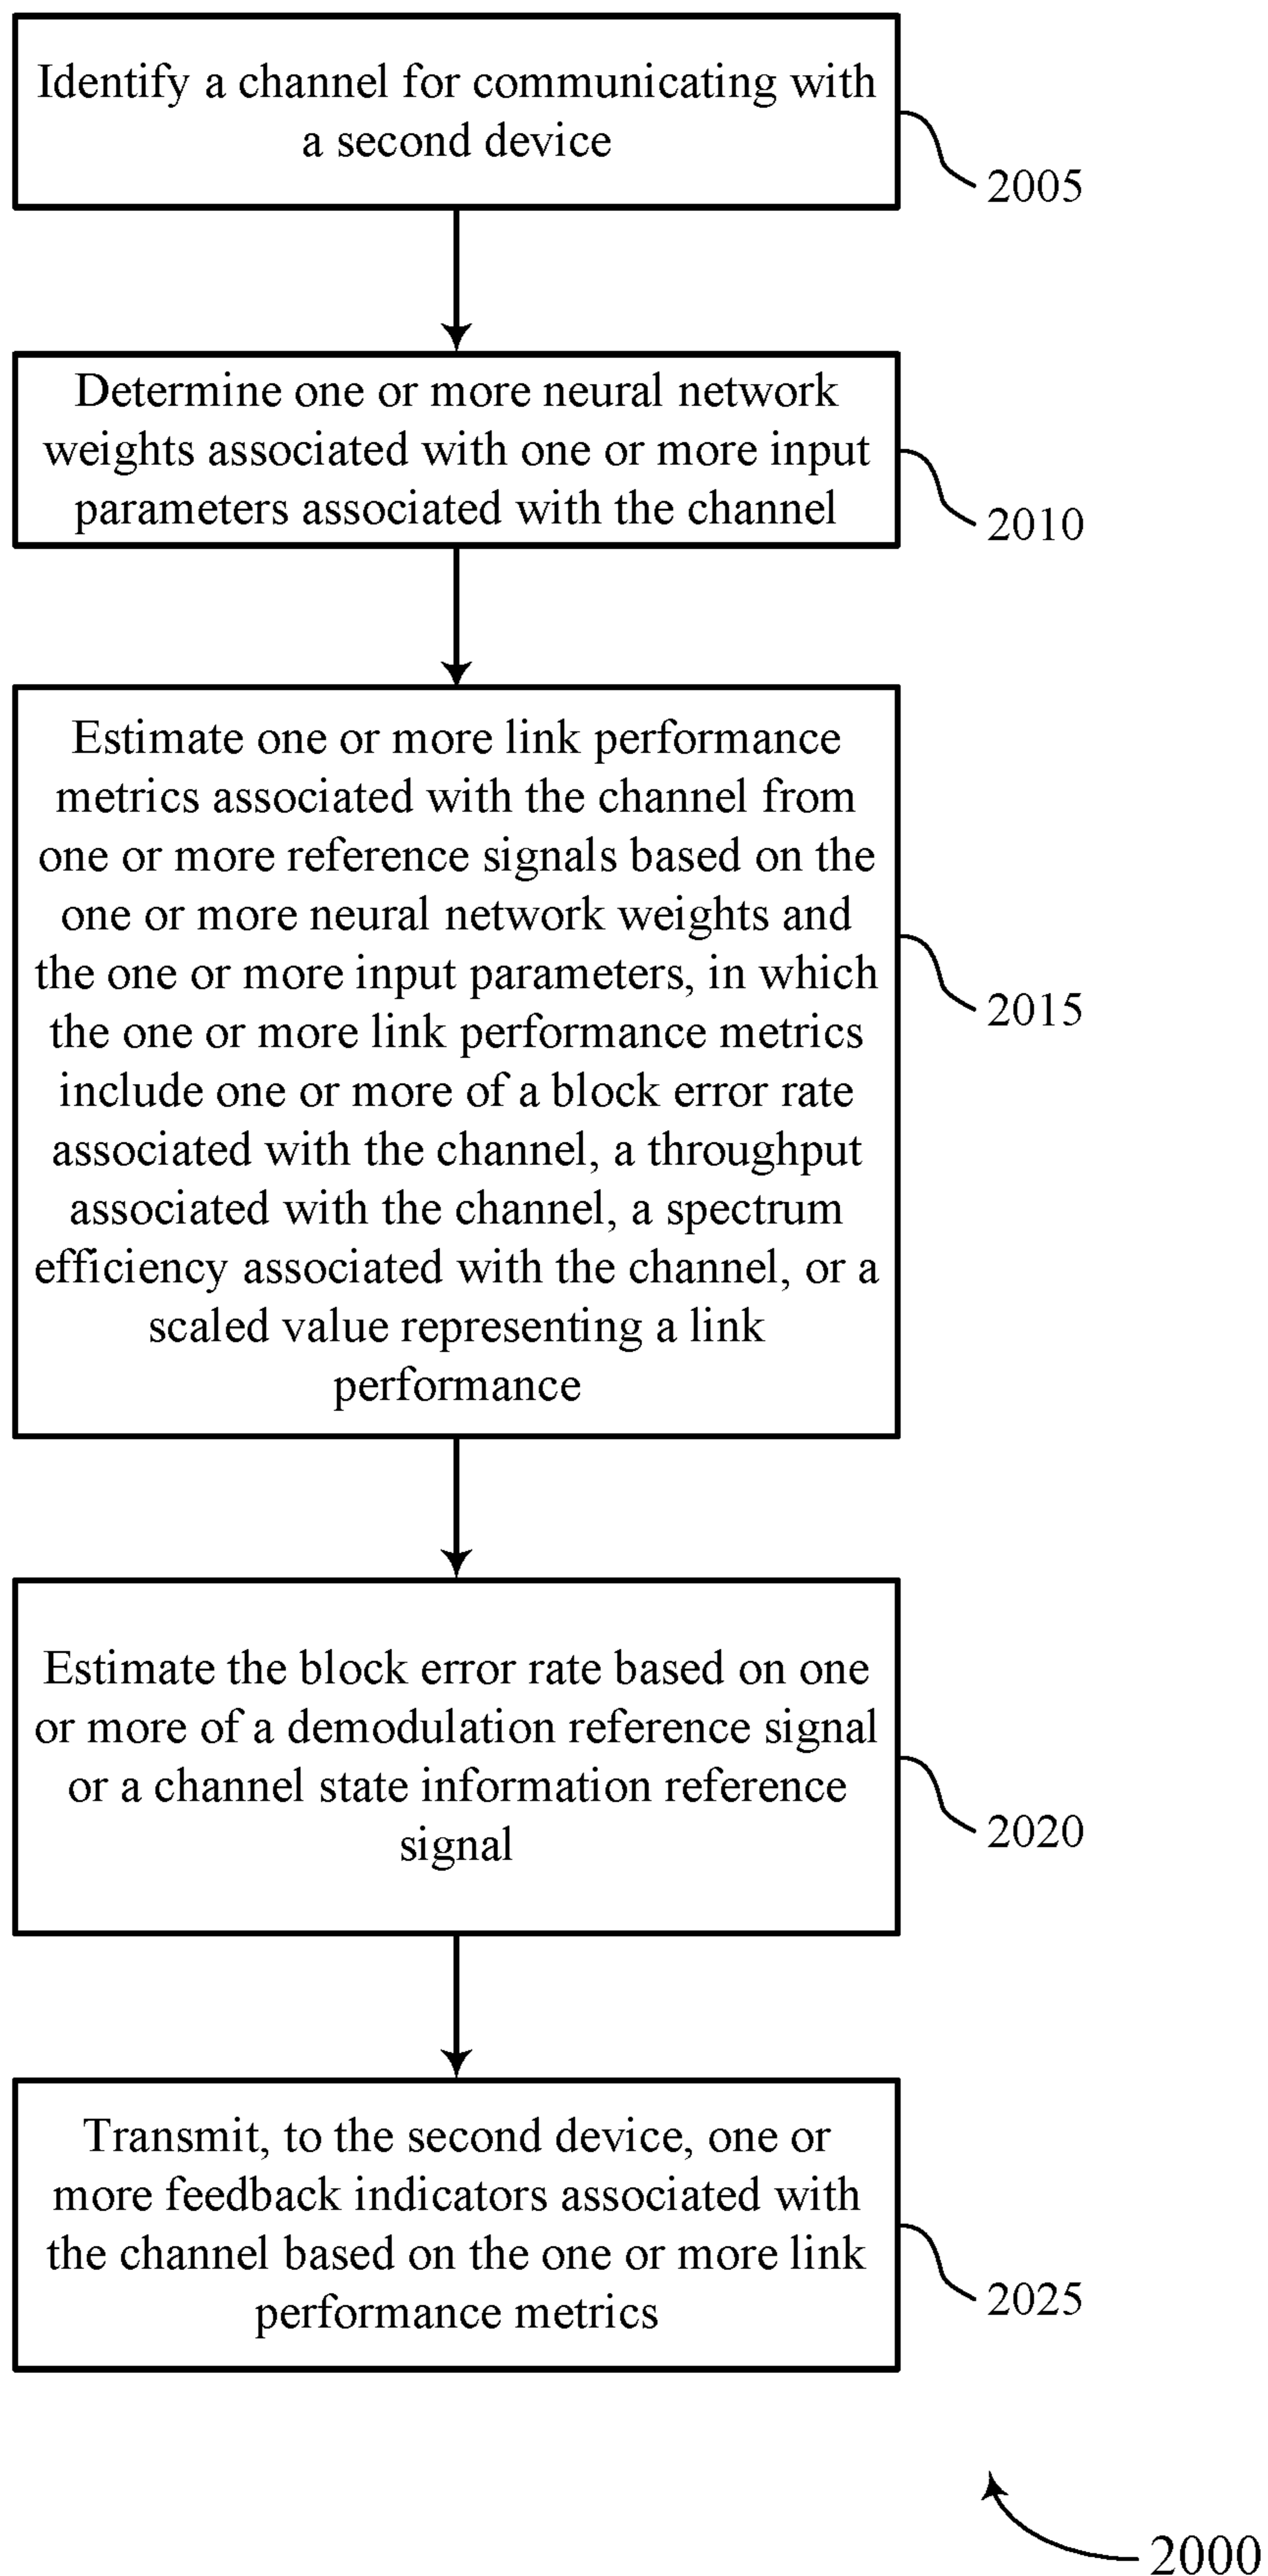 Identify a channel for communicating with
a second device
2005
Determine one or more neural network
weights associated with one or more input
parameters associated with the channel
2010
Estimate one or more link performance
metrics associated with the channel from
one or more reference signals based on the
one or more neural network weights and
the one or more input parameters, in which
the one or more link performance metrics
include one or more of a block error rate
associated with the channel, a throughput
associated with the channel, a spectrum
efficiency associated with the channel, or a
scaled value representing a link
performance
2015
Estimate the block error rate based on one
or more of a demodulation reference signal
or a channel state information reference
signal
2020
Transmit, to the second device, one or
more feedback indicators associated with
the channel based on the one or more link
performance metrics
2025
2000